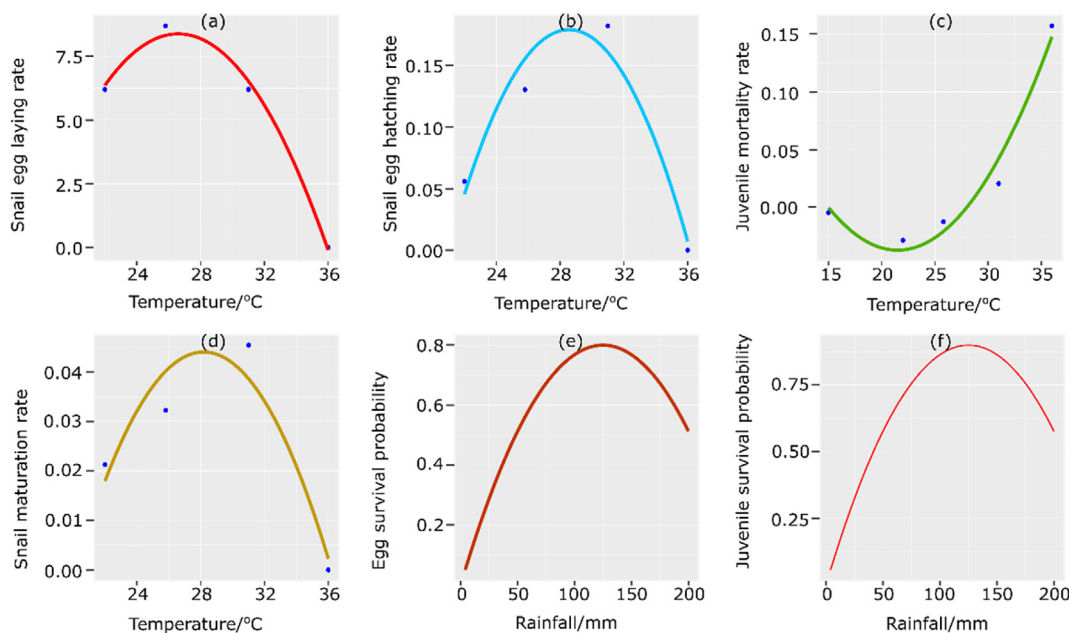 (a)
Snail egg laying rate
7.5
5.0
2.5
0.0
24 28 32 36
Temperature/°C
(b)
Snail egg hatching rate
0.15
0.10
0.05
0.00
24 28 32 36
Temperature/°C
(c)
Juvenile mortality rate
0.15
0.10
0.05
0.00
15 20 25 30 35
Temperature/°C
(d)
Snail maturation rate
0.04
0.03
0.02
0.01
0.00
24 28 32 36
Temperature/°C
(e)
Egg survival probability
0.8
0.6
0.4
0.2
0 50 100 150 200
Rainfall/mm
(f)
Juvenile survival probability
0.75
0.50
0.25
0 50 100 150 200
Rainfall/mm